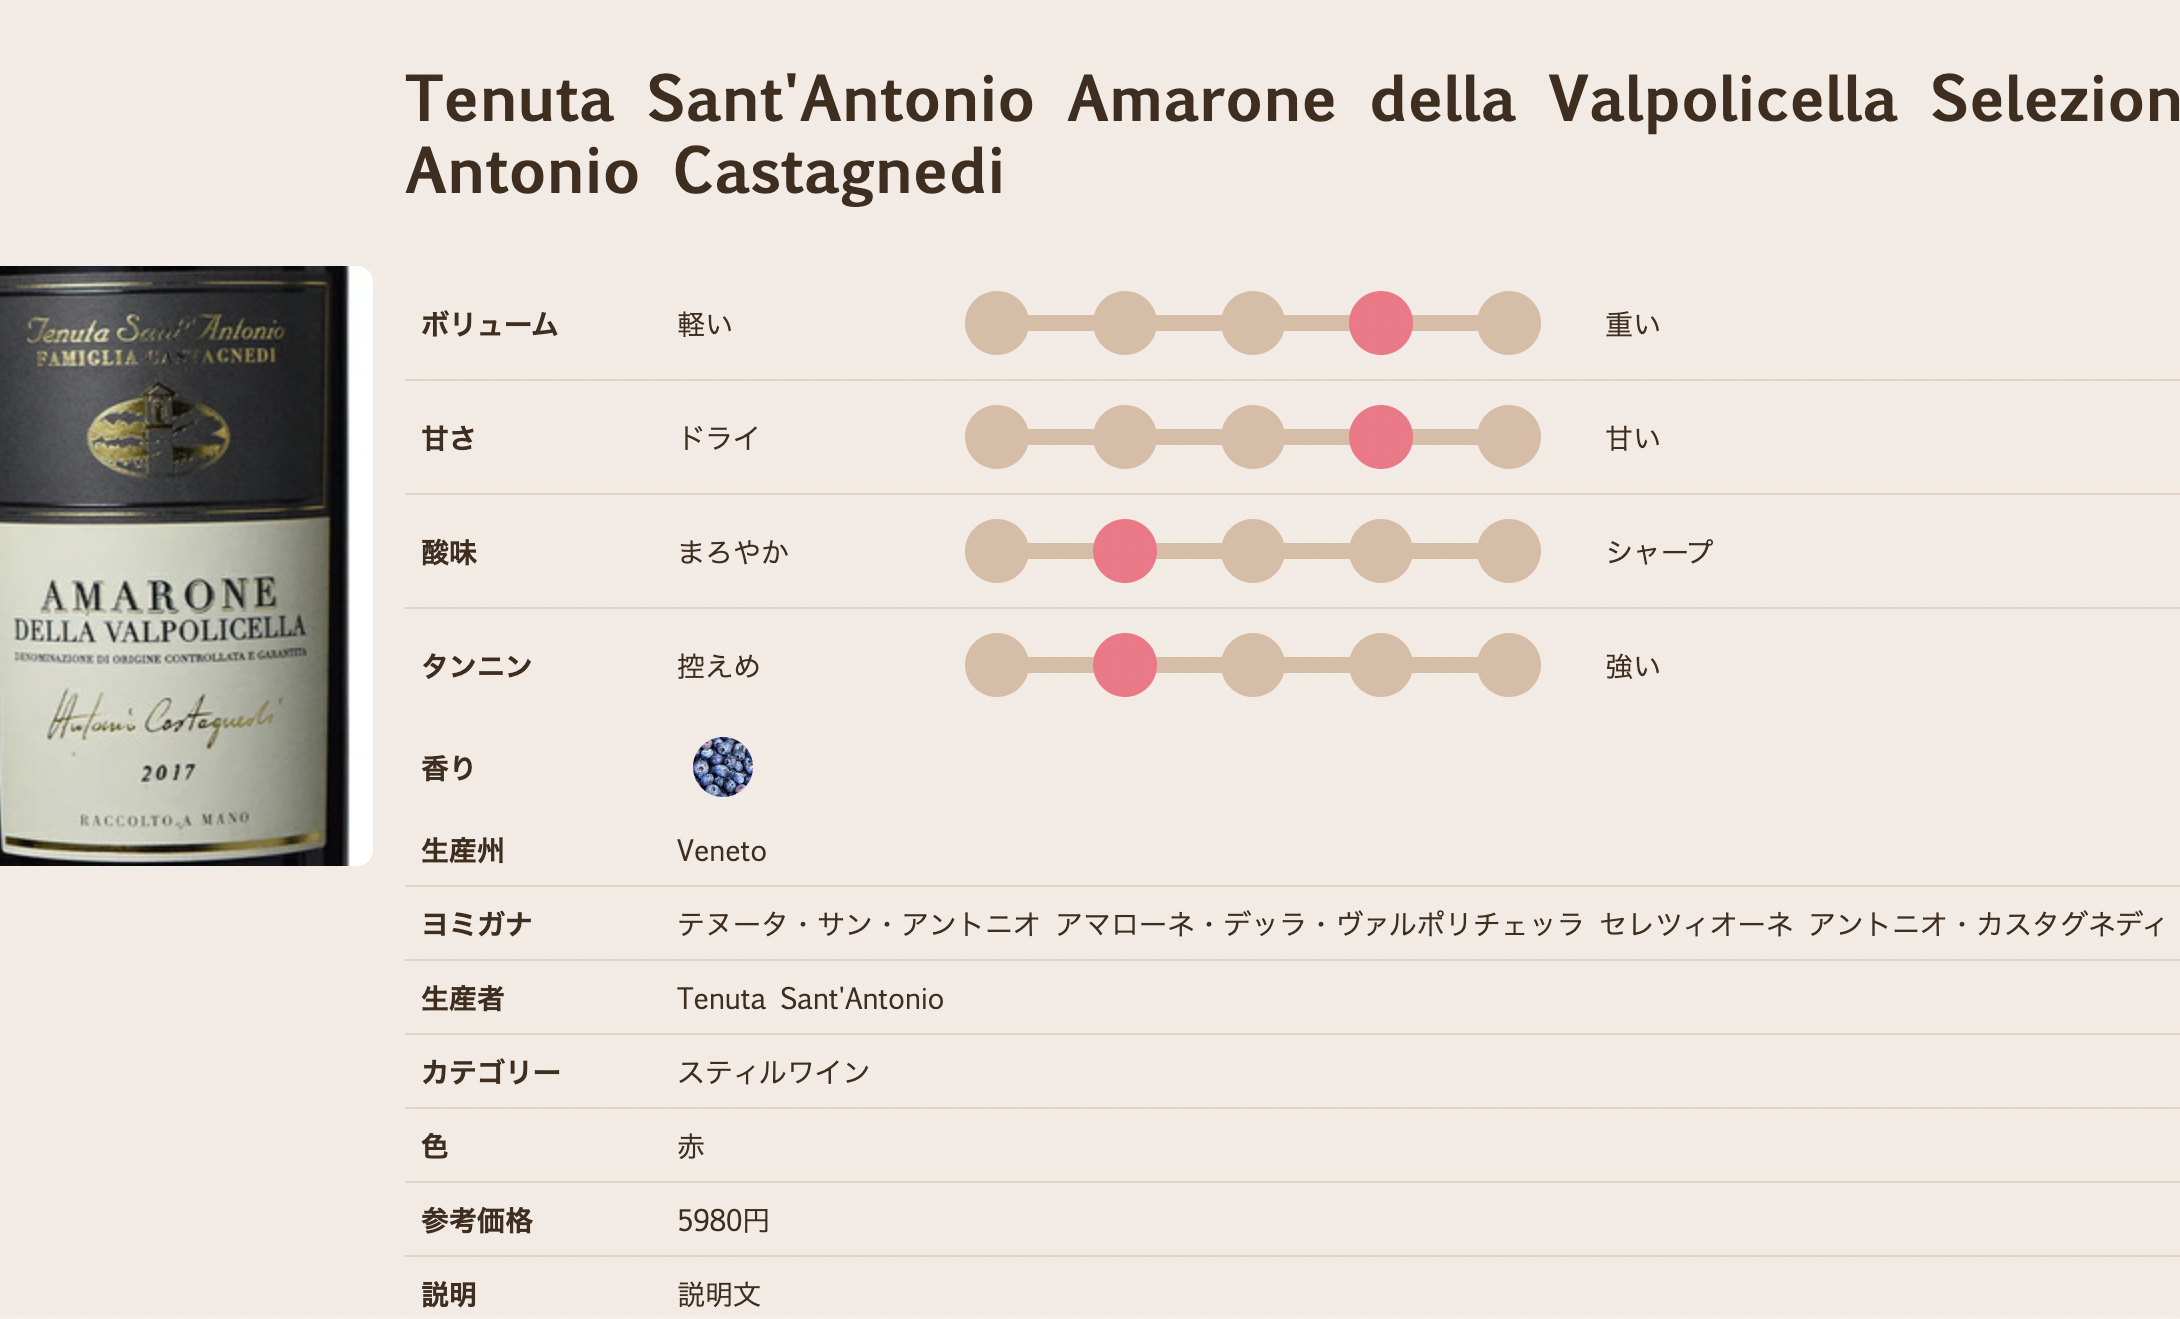 Tenuta Sant'Antonio Amarone della Valpolicella Selezion
Antonio Castagnedi
Tenuta Sant'Antonio
FAMIGLIA CASTAGNEDI
AMARONE
DELLA VALPOLICELLA
DENOMINAZIONE DI ORIGINE CONTROLLATA E GARANTITA
Antonio Castagnedi
2017
RACCOLTO A MANO
ボリューム 軽い 重い
甘さ ドライ 甘い
酸味 まろやか シャープ
タンニン 控えめ 強い
香り
生産州 Veneto
ヨミガナ テヌータ・サン・アントニオ アマローネ・デッラ・ヴァルポリチェッラ セレツィオーネ アントニオ・カスタグネディ
生産者 Tenuta Sant'Antonio
カテゴリー スティルワイン
色 赤
参考価格 5980円
説明 説明文